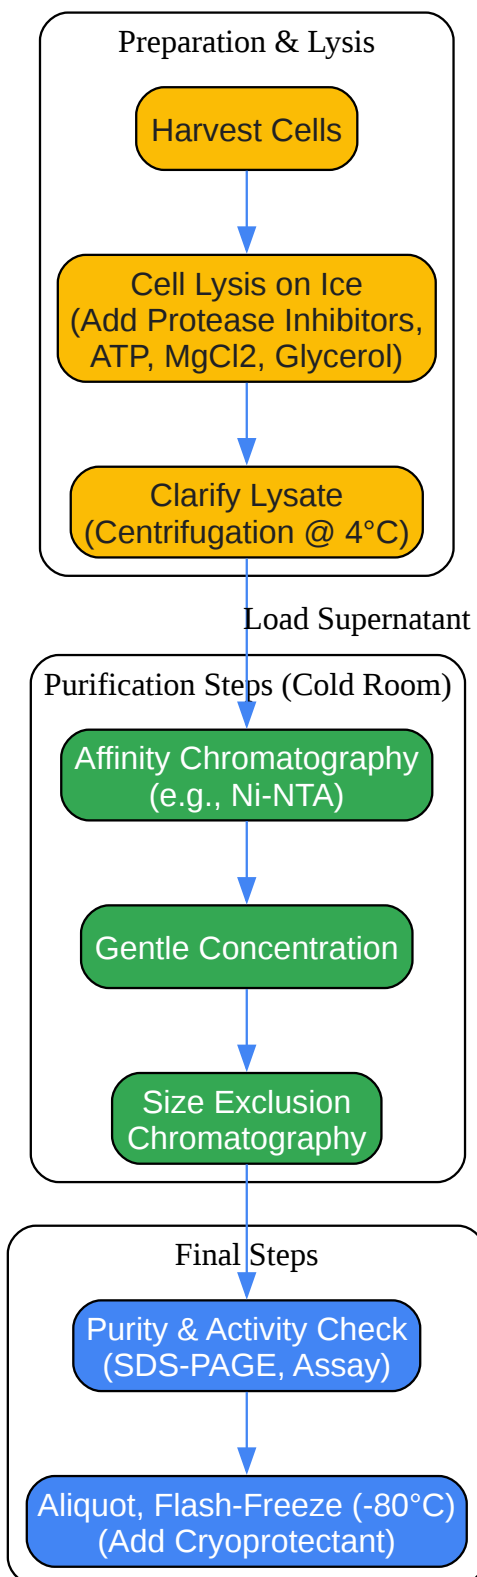 Preparation & Lysis
Harvest Cells
Cell Lysis on Ice
(Add Protease Inhibitors,
ATP, MgCl2, Glycerol)
Clarify Lysate
(Centrifugation @ 4°C)
Load Supernatant
Purification Steps (Cold Room)
Affinity Chromatography
(e.g., Ni-NTA)
Gentle Concentration
Size Exclusion
Chromatography
Final Steps
Purity & Activity Check
(SDS-PAGE, Assay)
Aliquot, Flash-Freeze (-80°C)
(Add Cryoprotectant)